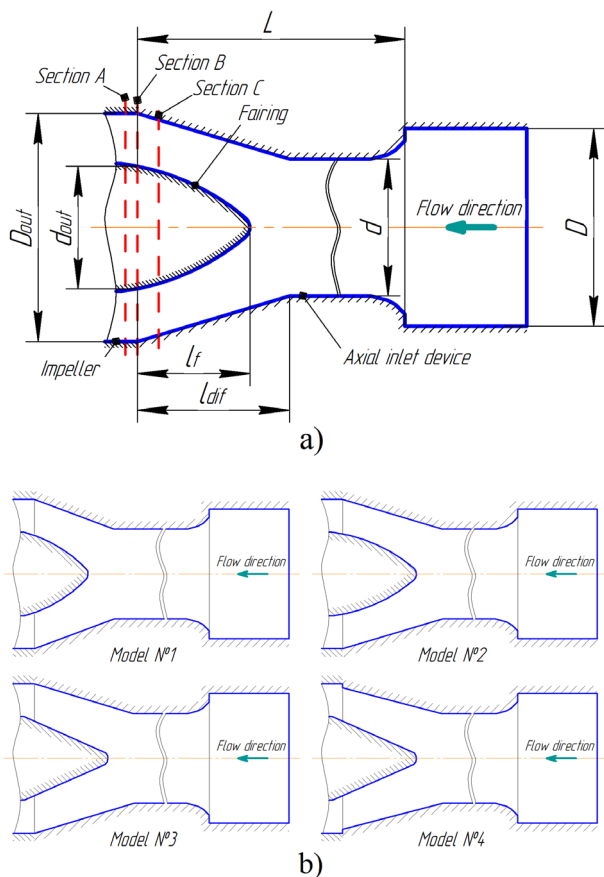 L
Section A
Section B
Section C
Fairing
Dout
dout
d
Flow direction
D
Impeller
lf
ldif
Axial inlet device
a)
Flow direction
Model Nº1
Flow direction
Model Nº2
Flow direction
Model Nº3
Flow direction
Model Nº4
b)